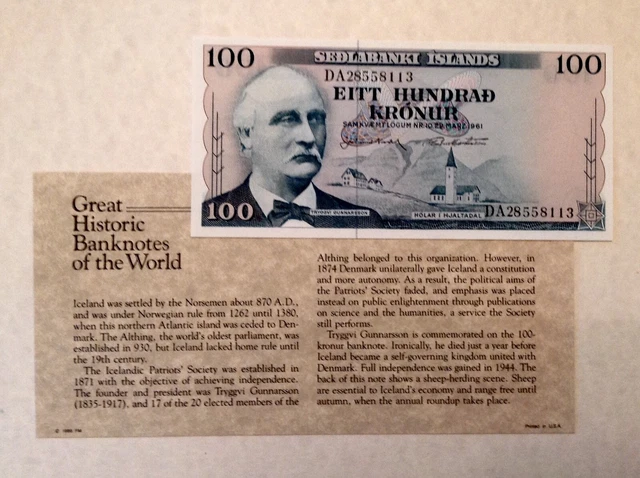 100 SEÐLABANKI ÍSLANDS 100
DA28558113
EITT HUNDRAÐ
KRÓNUR
SAMKVÆMT LÖGUM NR. 10 29. MARZ 1961
100 TRYGGVI GUNNARSSON HÓLAR Í HJALTADAL DA28558113
Great
Historic
Banknotes
of the World
Iceland was settled by the Norsemen about 870 A.D.,
and was under Norwegian rule from 1262 until 1380,
when this northern Atlantic island was ceded to Den-
mark. The Althing, the world's oldest parliament, was
established in 930, but Iceland lacked home rule until
the 19th century.
The Icelandic Patriots' Society was established in
1871 with the objective of achieving independence.
The founder and president was Tryggvi Gunnarsson
(1835-1917), and 17 of the 20 elected members of the
Althing belonged to this organization. However, in
1874 Denmark unilaterally gave Iceland a constitution
and more autonomy. As a result, the political aims of
the Patriots' Society faded, and emphasis was placed
instead on public enlightenment through publications
on science and the humanities, a service the Society
still performs.
Tryggvi Gunnarsson is commemorated on the 100-
kronur banknote. Ironically, he died just a year before
Iceland became a self-governing kingdom united with
Denmark. Full independence was gained in 1944. The
back of this note shows a sheep-herding scene. Sheep
are essential to Iceland's economy and range free until
autumn, when the annual roundup takes place.
Printed in U.S.A.